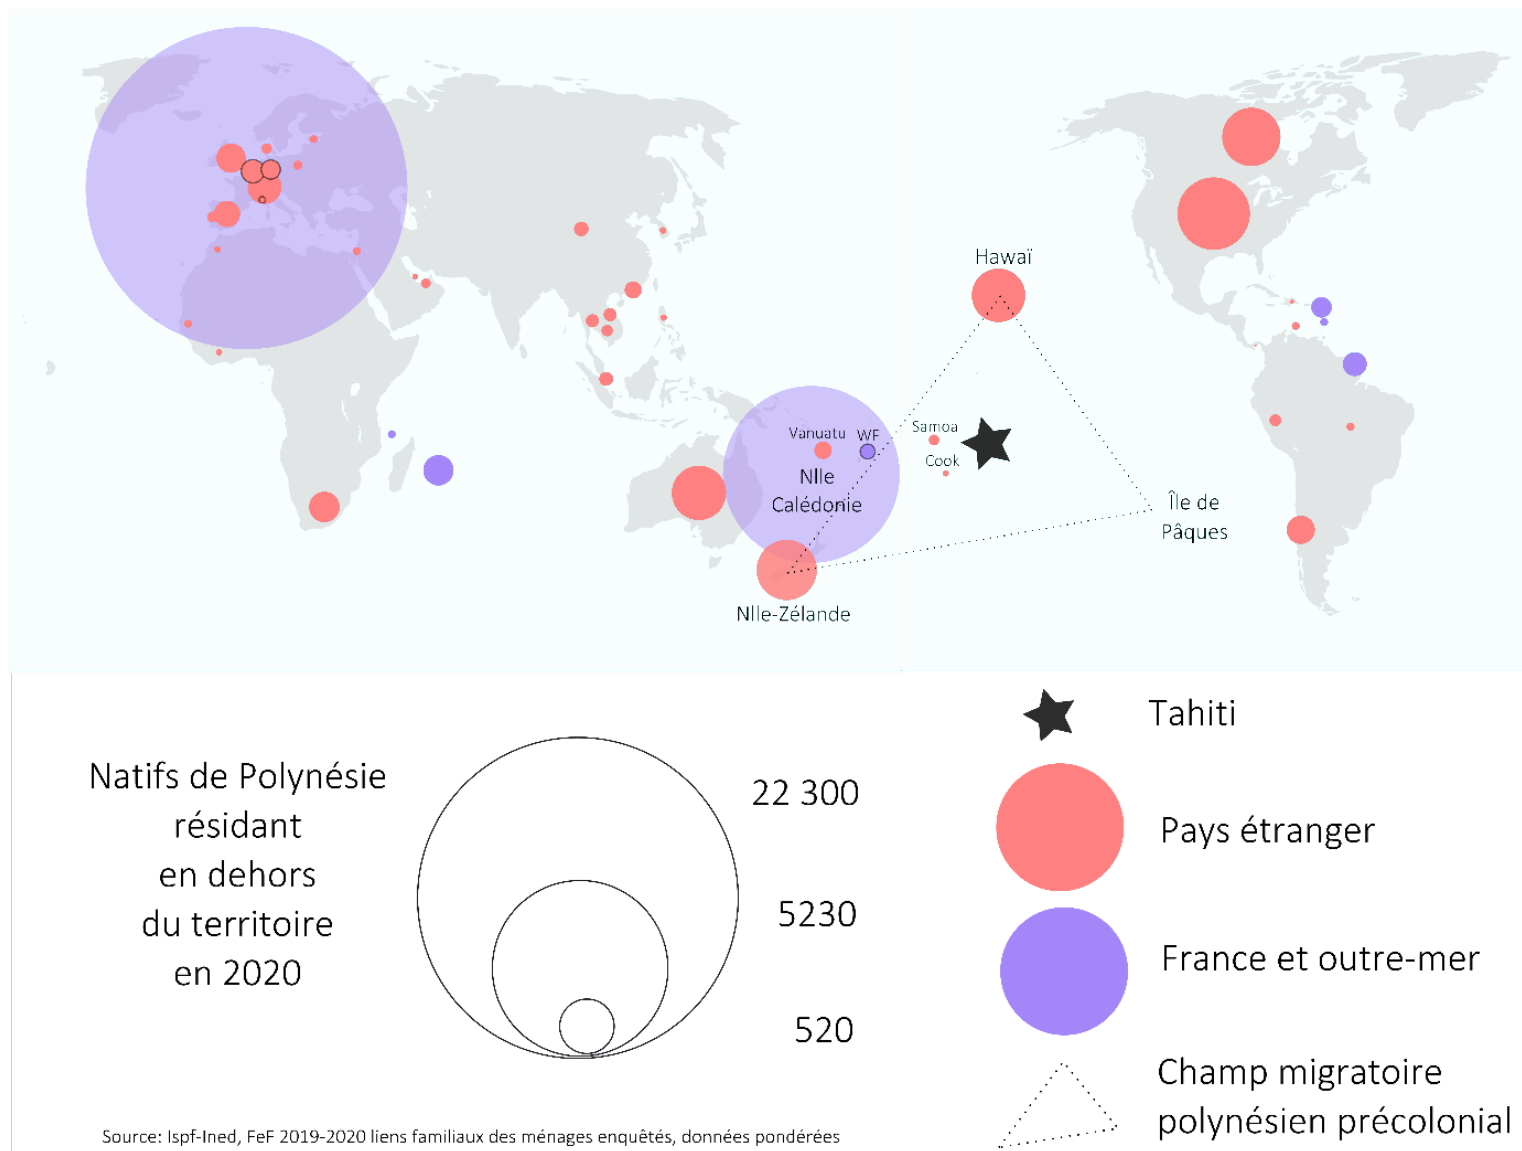 Hawaï
Samoa
Vanuatu
WF
Cook
Nlle
Calédonie
Île de
Pâques
Nlle-Zélande
Natifs de Polynésie
résidant
en dehors
du territoire
en 2020
22 300
5230
520
Tahiti
Pays étranger
France et outre-mer
Champ migratoire
polynésien précolonial
Source: Ispf-Ined, FeF 2019-2020 liens familiaux des ménages enquêtés, données pondérées